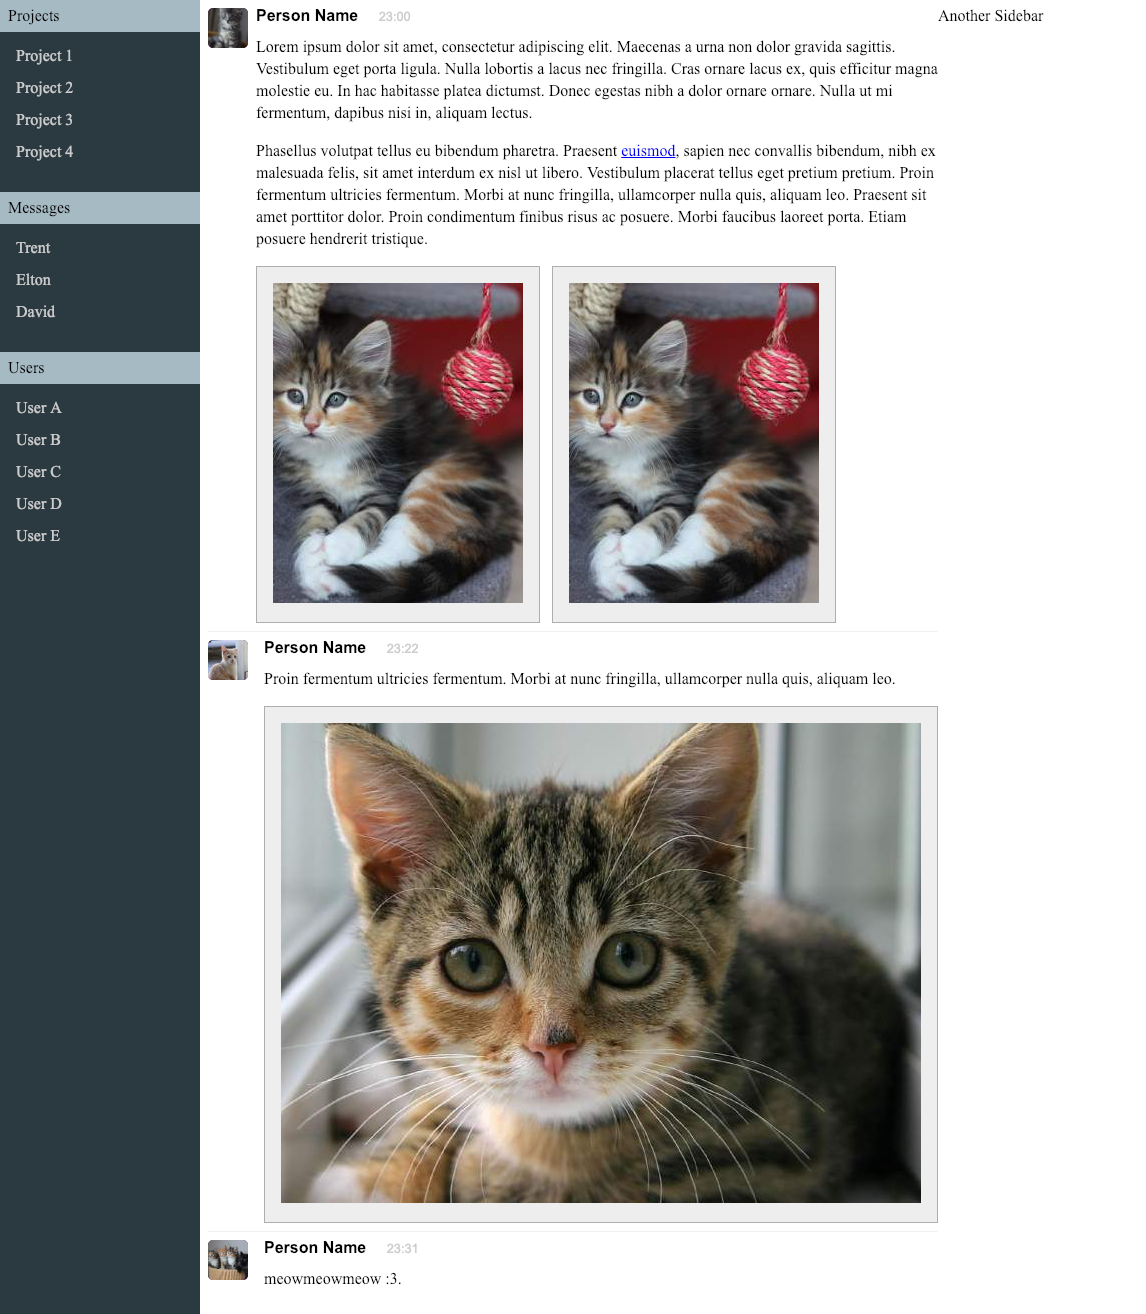 Projects
Project 1
Project 2
Project 3
Project 4
Messages
Trent
Elton
David
Users
User A
User B
User C
User D
User E
Person Name 23:00
Lorem ipsum dolor sit amet, consectetur adipiscing elit. Maecenas a urna non dolor gravida sagittis.
Vestibulum eget porta ligula. Nulla lobortis a lacus nec fringilla. Cras ornare lacus ex, quis efficitur magna
molestie eu. In hac habitasse platea dictumst. Donec egestas nibh a dolor ornare ornare. Nulla ut mi
fermentum, dapibus nisi in, aliquam lectus.
Phasellus volutpat tellus eu bibendum pharetra. Praesent euismod, sapien nec convallis bibendum, nibh ex
malesuada felis, sit amet interdum ex nisl ut libero. Vestibulum placerat tellus eget pretium pretium. Proin
fermentum ultricies fermentum. Morbi at nunc fringilla, ullamcorper nulla quis, aliquam leo. Praesent sit
amet porttitor dolor. Proin condimentum finibus risus ac posuere. Morbi faucibus laoreet porta. Etiam
posuere hendrerit tristique.
Person Name 23:22
Proin fermentum ultricies fermentum. Morbi at nunc fringilla, ullamcorper nulla quis, aliquam leo.
Person Name 23:31
meowmeowmeow :3.
Another Sidebar